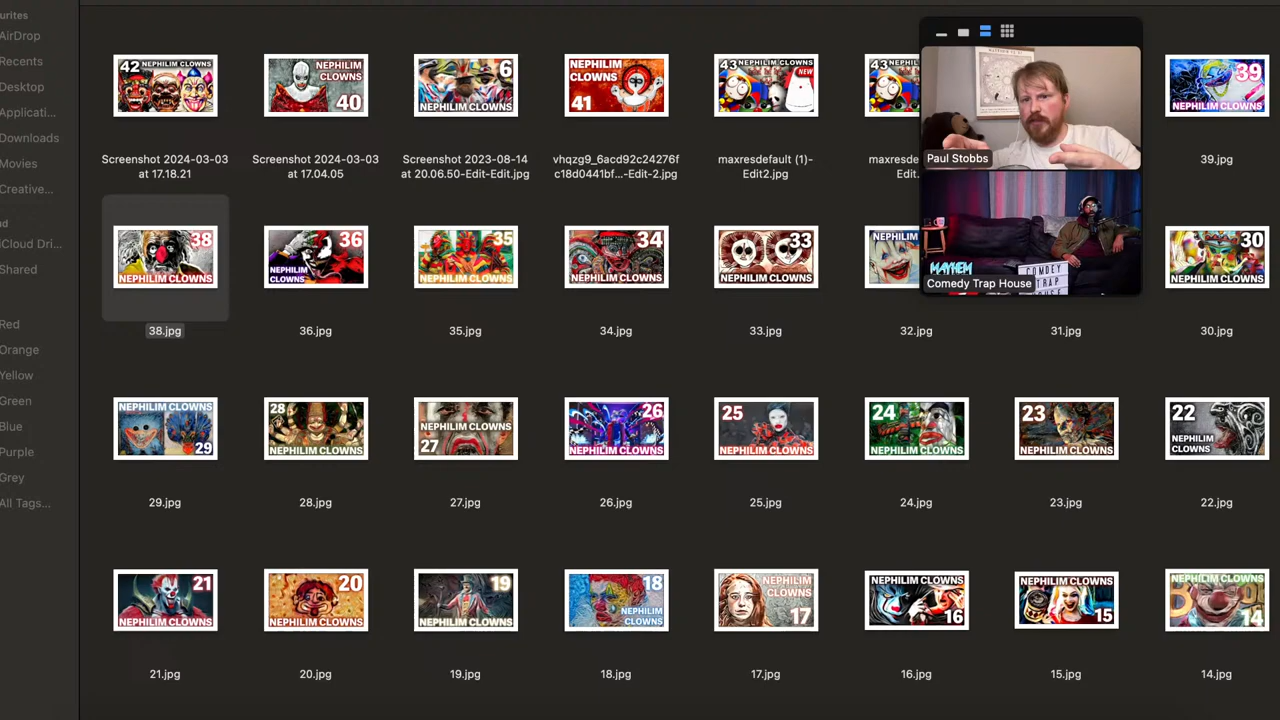 urites
AirDrop
Recents
Desktop
Applicati...
Downloads
Movies
Creative...
d
iCloud Dri...
Shared
Red
Orange
Yellow
Green
Blue
Purple
Grey
All Tags...
42 NEPHILIM CLOWNS
NEPHILIM
CLOWNS
40
6
NEPHILIM CLOWNS
NEPHILIM
CLOWNS
41
43 NEPHILIM CLOWNS
NEW
43 NEPHILIM
39
NEPHILIM CLOWNS
Screenshot 2024-03-03
at 17.18.21
Screenshot 2024-03-03
at 17.04.05
Screenshot 2023-08-14
at 20.06.50-Edit-Edit.jpg
vhqzg9_6acd92c24276f
c18d0441bf...-Edit-2.jpg
maxresdefault (1)-
Edit2.jpg
maxres
Edit.
39.jpg
Paul Stobbs
MAYHEM
COMDEY
TRAP
HOUSE
Comedy Trap House
38
NEPHILIM CLOWNS
36
NEPHILIM
CLOWNS
35
NEPHILIM CLOWNS
34
NEPHILIM CLOWNS
33
NEPHILIM CLOWNS
NEPHILIM
30
NEPHILIM CLOWNS
38.jpg
36.jpg
35.jpg
34.jpg
33.jpg
32.jpg
31.jpg
30.jpg
NEPHILIM CLOWNS
29
28
NEPHILIM CLOWNS
NEPHILIM CLOWNS
27
26
NEPHILIM CLOWNS
25
NEPHILIM CLOWNS
24
NEPHILIM CLOWNS
23
NEPHILIM CLOWNS
22
NEPHILIM
CLOWNS
29.jpg
28.jpg
27.jpg
26.jpg
25.jpg
24.jpg
23.jpg
22.jpg
21
NEPHILIM CLOWNS
20
NEPHILIM CLOWNS
19
NEPHILIM CLOWNS
18
NEPHILIM
CLOWNS
NEPHILIM
CLOWNS
17
NEPHILIM CLOWNS
16
NEPHILIM CLOWNS
15
NEPHILIM CLOWNS
14
21.jpg
20.jpg
19.jpg
18.jpg
17.jpg
16.jpg
15.jpg
14.jpg